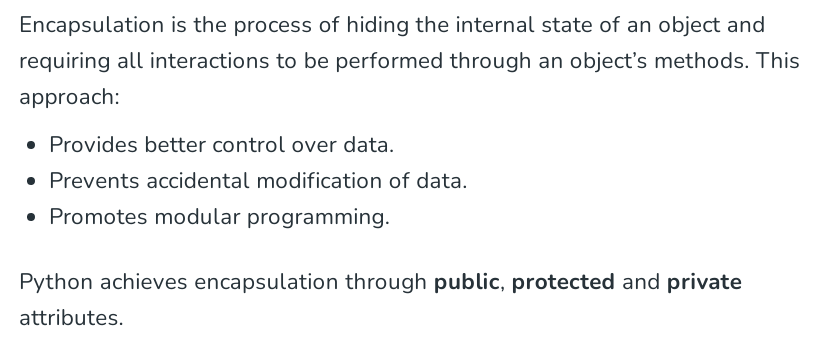 Encapsulation is the process of hiding the internal state of an object and
requiring all interactions to be performed through an object’s methods. This
approach:
• Provides better control over data.
• Prevents accidental modification of data.
• Promotes modular programming.
Python achieves encapsulation through public, protected and private
attributes.